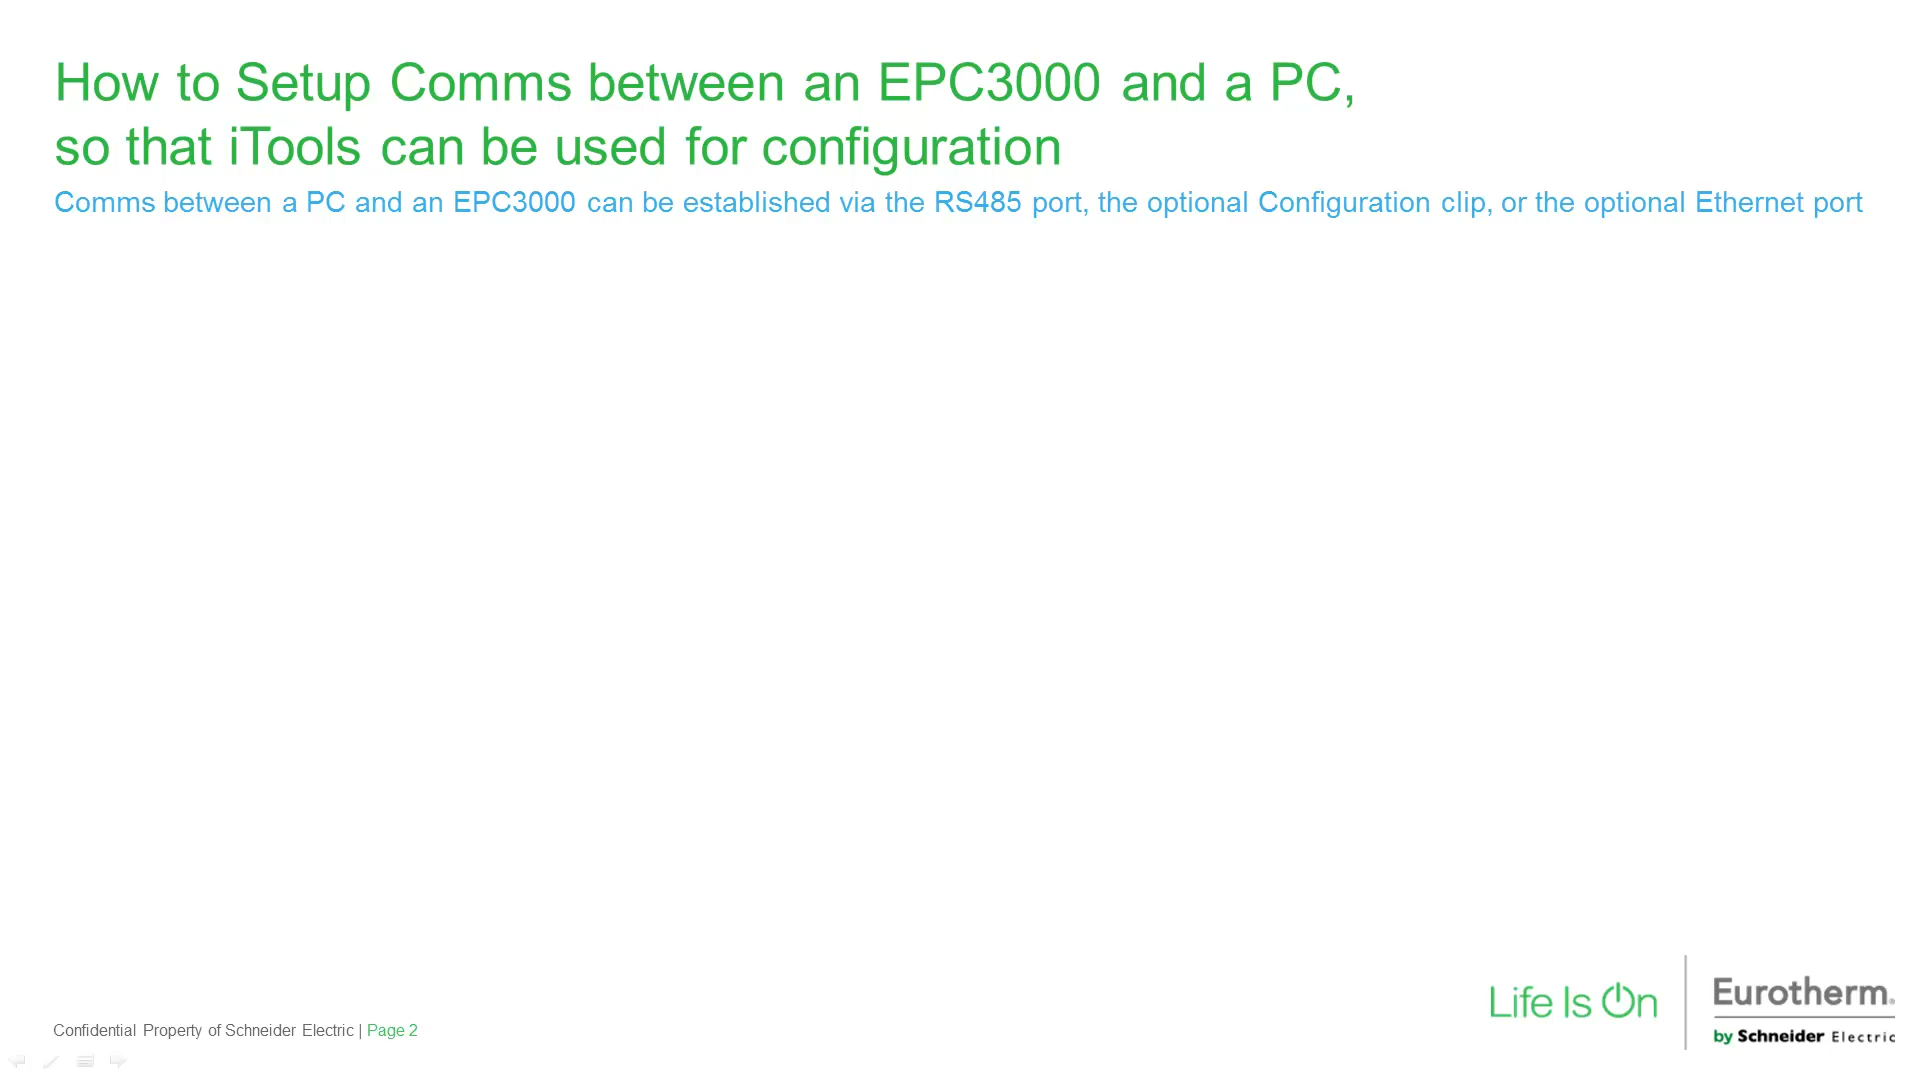 How to Setup Comms between an EPC3000 and a PC,
so that iTools can be used for configuration
Comms between a PC and an EPC3000 can be established via the RS485 port, the optional Configuration clip, or the optional Ethernet port
Life Is On
Eurotherm®
by Schneider Electric
Confidential Property of Schneider Electric | Page 2